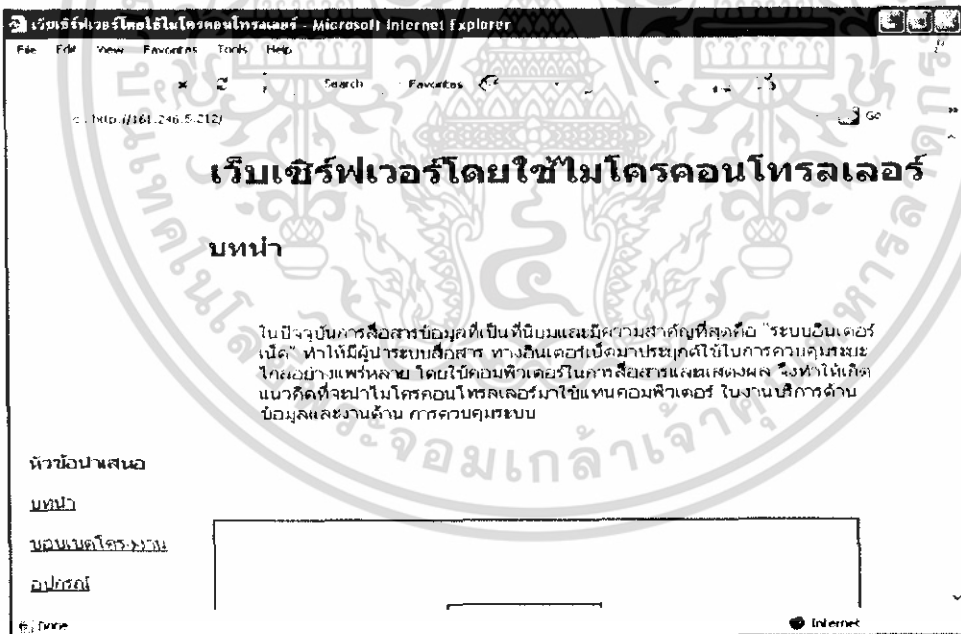 เว็บเซิร์ฟเวอร์โดยใช้ไมโครคอนโทรลเลอร์ - Microsoft Internet Explorer
File Edit View Favorites Tools Help
Search Favorites
http://161.246.5.212/ Go
เว็บเซิร์ฟเวอร์โดยใช้ไมโครคอนโทรลเลอร์
บทนำ
ในปัจจุบันการสื่อสารข้อมูลที่เป็นที่นิยมและมีความสำคัญที่สุดคือ "ระบบอินเตอร์
เน็ต" ทำให้มีผู้นำระบบสื่อสาร ทางอินเตอร์เน็ตมาประยุกต์ใช้ในการควบคุมระยะ
ไกลอย่างแพร่หลาย โดยใช้คอมพิวเตอร์ในการสื่อสารและแสดงผล จึงทำให้เกิด
แนวคิดที่จะนำไมโครคอนโทรลเลอร์มาใช้แทนคอมพิวเตอร์ ในงานบริการด้าน
ข้อมูลและงานด้าน การควบคุมระบบ
หัวข้อนำเสนอ
บทนำ
ขอบเขตโครงงาน
อุปกรณ์
Done Internet